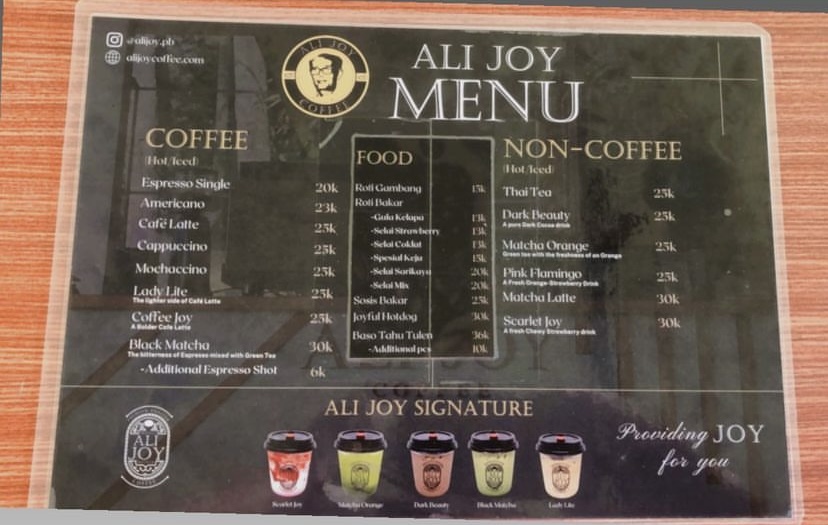 @alijoy.pb
alijoycoffee.com
ALI JOY
COFFEE
ALI JOY
MENU
COFFEE
(Hot/Iced)
Espresso Single 20k
Americano 23k
Café Latte 25k
Cappuccino 25k
Mochaccino 25k
Lady Lite 25k
The lighter side of Café Latte
Coffee Joy 25k
A Bolder Cafe Latte
Black Matcha 30k
The bitterness of Espresso mixed with Green Tea
-Additional Espresso Shot 6k
FOOD
Roti Gambang 15k
Roti Bakar
-Gula Kelapa 13k
-Selai Strawberry 13k
-Selai Coklat 13k
-Spesial Keju 15k
-Selai Sarikaya 20k
-Selai Mix 20k
Sosis Bakar 25k
Joyful Hotdog 30k
Baso Tahu Tulen 36k
-Additional pcs 10k
NON-COFFEE
(Hot/Iced)
Thai Tea 25k
Dark Beauty 25k
A pure Dark Cocoa drink
Matcha Orange 25k
Green tea with the freshness of an Orange
Pink Flamingo 25k
A Fresh Orange-Strawberry Drink
Matcha Latte 30k
Scarlet Joy 30k
A fresh Chewy Strawberry drink
ALI JOY
COFFEE
ALI JOY SIGNATURE
ALI
JOY
COFFEE
Scarlet Joy
Matcha Orange
Dark Beauty
Black Matcha
Lady Lite
Providing JOY
for you